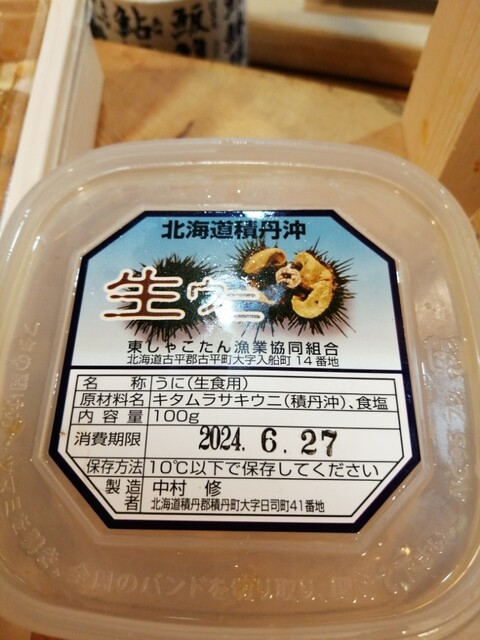 鮎
北海道積丹沖
生ウニ
東しゃこたん漁業協同組合
北海道古平郡古平町大字入船町14番地
名称 うに(生食用)
原材料名 キタムラサキウニ(積丹沖)、食塩
内容量 100g
消費期限 2024.6.27
保存方法 10℃以下で保存してください
製造者 中村 修
北海道積丹郡積丹町大字日司町41番地